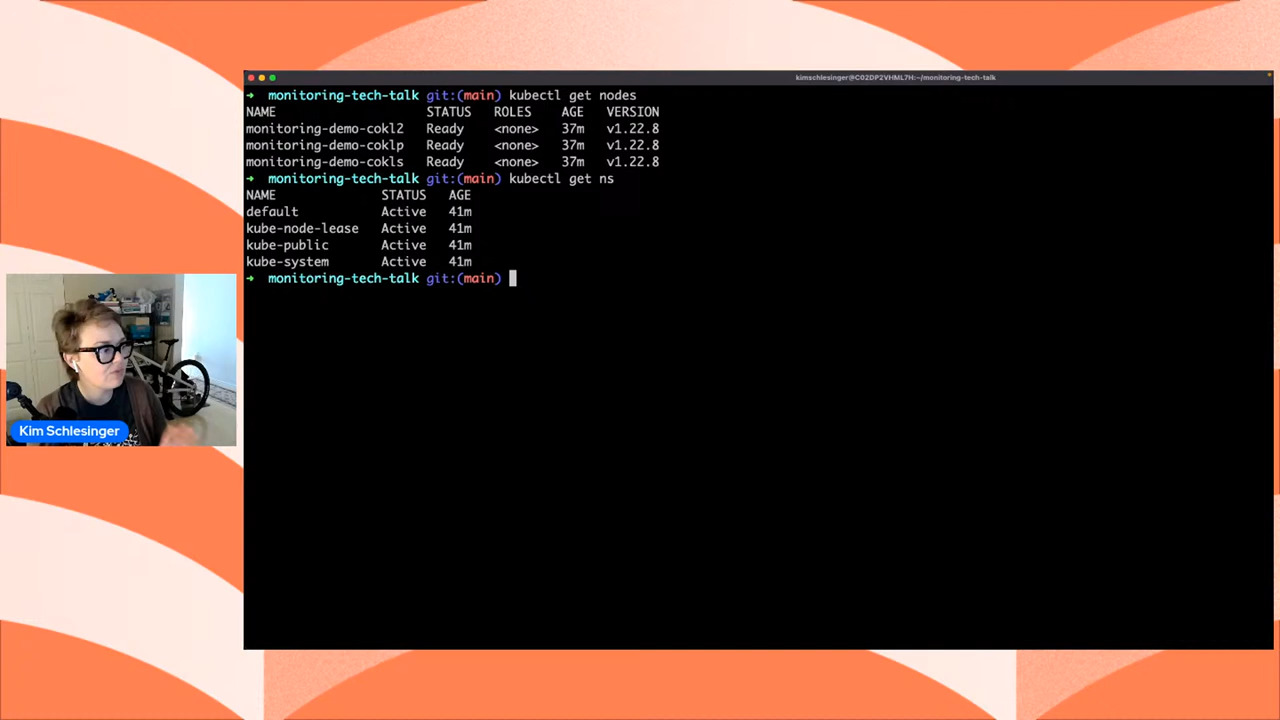 kimschlesinger@C02DP2VHML7H:~/monitoring-tech-talk
➜ monitoring-tech-talk git:(main) kubectl get nodes
NAME STATUS ROLES AGE VERSION
monitoring-demo-cokl2 Ready <none> 37m v1.22.8
monitoring-demo-coklp Ready <none> 37m v1.22.8
monitoring-demo-cokls Ready <none> 37m v1.22.8
➜ monitoring-tech-talk git:(main) kubectl get ns
NAME STATUS AGE
default Active 41m
kube-node-lease Active 41m
kube-public Active 41m
kube-system Active 41m
➜ monitoring-tech-talk git:(main)
Kim Schlesinger